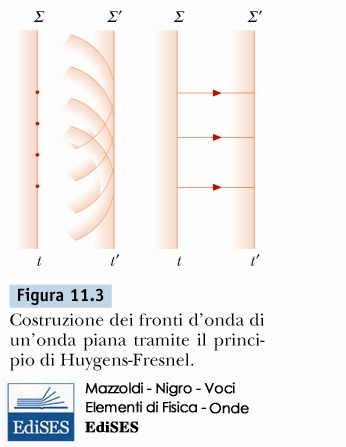 Σ Σ′ Σ Σ′
t t′ t t′
Figura 11.3
Costruzione dei fronti d'onda di
un'onda piana tramite il princi-
pio di Huygens-Fresnel.
EdiSES
Mazzoldi - Nigro - Voci
Elementi di Fisica - Onde
EdiSES